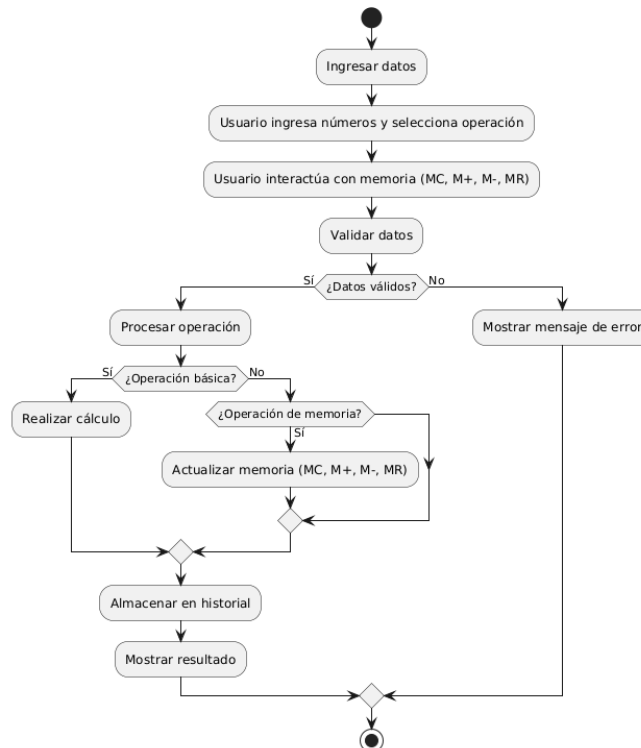 Ingresar datos
Usuario ingresa números y selecciona operación
Usuario interactúa con memoria (MC, M+, M-, MR)
Validar datos
Sí
¿Datos válidos?
No
Procesar operación
Mostrar mensaje de error
Sí
¿Operación básica?
No
Realizar cálculo
¿Operación de memoria?
Sí
Actualizar memoria (MC, M+, M-, MR)
Almacenar en historial
Mostrar resultado